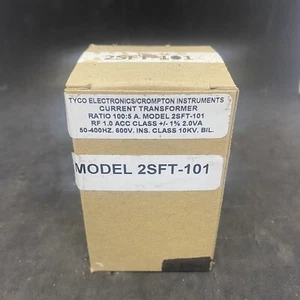 2SFT-101
TYCO ELECTRONICS/CROMPTON INSTRUMENTS
CURRENT TRANSFORMER
RATIO 100:5 A. MODEL 2SFT-101
RF 1.0 ACC CLASS +/- 1% 2.0VA
50-400HZ. 600V. INS. CLASS 10KV. BIL.
MODEL 2SFT-101